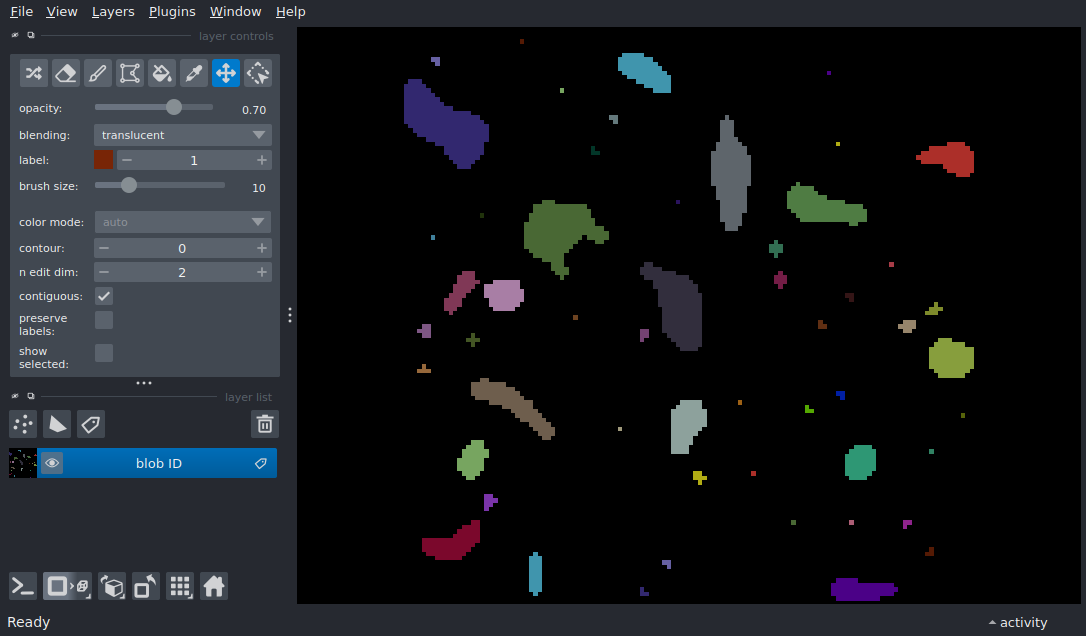 File View Layers Plugins Window Help
layer controls
opacity: 0.70
blending: translucent
label: 1
brush size: 10
color mode: auto
contour: 0
n edit dim: 2
contiguous:
preserve
labels:
show
selected:
layer list
blob ID
Ready
activity